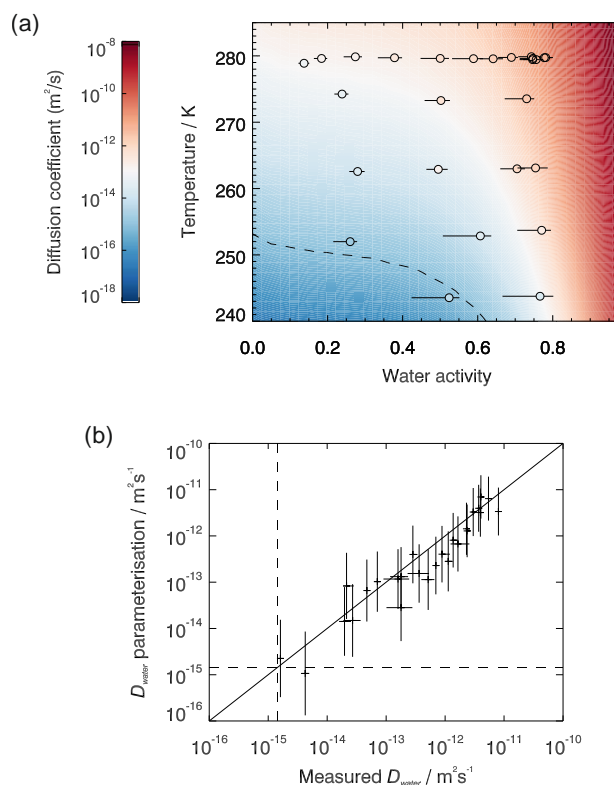 (a)
Diffusion coefficient (m²/s)
10⁻⁸
10⁻¹⁰
10⁻¹²
10⁻¹⁴
10⁻¹⁶
10⁻¹⁸
Temperature / K
280
270
260
250
240
0.0 0.2 0.4 0.6 0.8
Water activity
(b)
D_water parameterisation / m²s⁻¹
10⁻¹⁰
10⁻¹¹
10⁻¹²
10⁻¹³
10⁻¹⁴
10⁻¹⁵
10⁻¹⁶
10⁻¹⁶ 10⁻¹⁵ 10⁻¹⁴ 10⁻¹³ 10⁻¹² 10⁻¹¹ 10⁻¹⁰
Measured D_water / m²s⁻¹